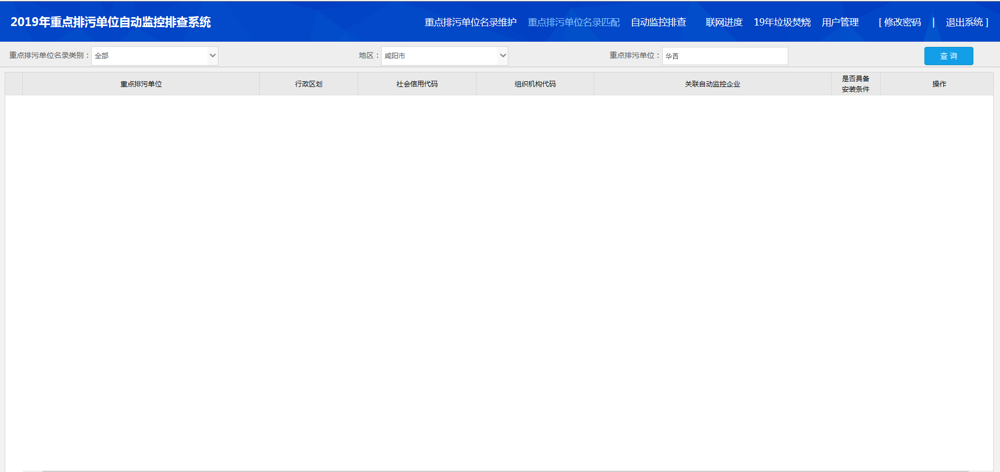 2019年重点排污单位自动监控排查系统
重点排污单位名录维护 重点排污单位名录匹配 自动监控排查 联网进度 19年垃圾焚烧 用户管理 [ 修改密码 | 退出系统 ]
重点排污单位名录类别： 全部 地区： 咸阳市 重点排污单位： 华西 查 询
重点排污单位 行政区划 社会信用代码 组织机构代码 关联自动监控企业 是否具备 操作
安装条件